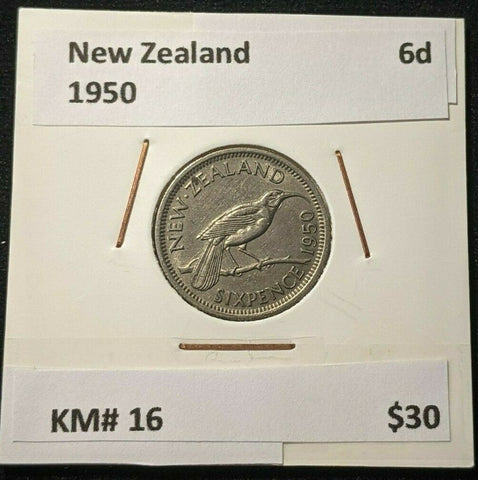 New Zealand 6d
1950
NEW·ZEALAND
1950
SIXPENCE
KM# 16 $30